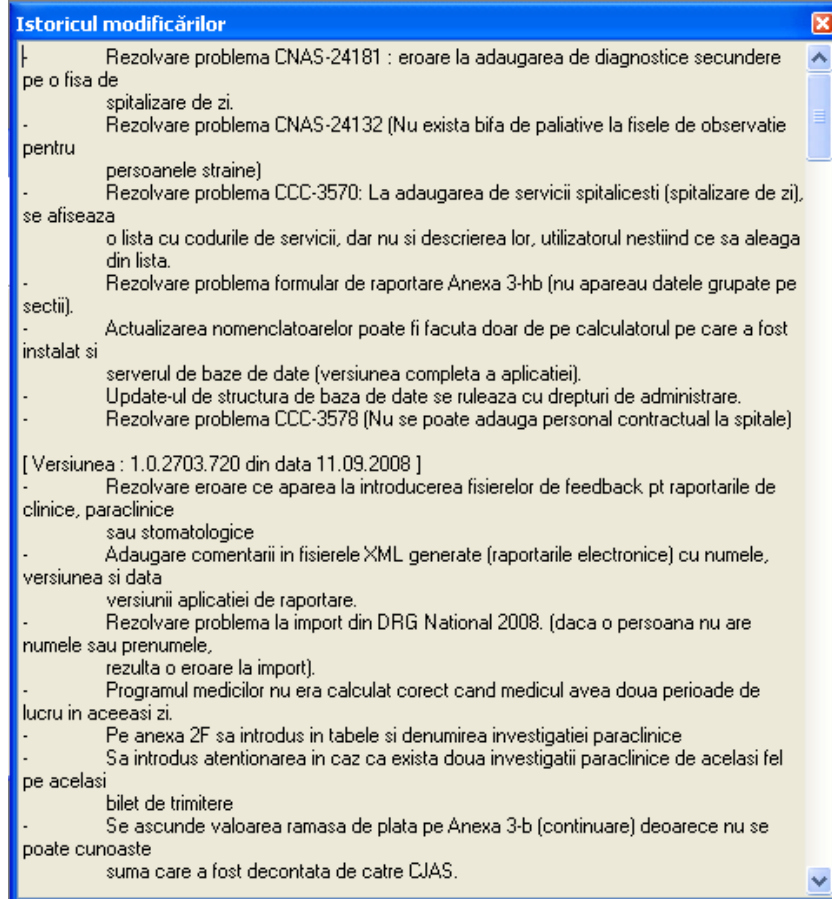 Istoricul modificărilor
- Rezolvare problema CNAS-24181 : eroare la adaugarea de diagnostice secundere
pe o fisa de
spitalizare de zi.
- Rezolvare problema CNAS-24132 (Nu exista bifa de paliative la fisele de observatie
pentru
persoanele straine)
- Rezolvare problema CCC-3570: La adaugarea de servicii spitalicesti (spitalizare de zi),
se afiseaza
o lista cu codurile de servicii, dar nu si descrierea lor, utilizatorul nestiind ce sa aleaga
din lista.
- Rezolvare problema formular de raportare Anexa 3-hb (nu apareau datele grupate pe
sectii).
- Actualizarea nomenclatoarelor poate fi facuta doar de pe calculatorul pe care a fost
instalat si
serverul de baze de date (versiunea completa a aplicatiei).
- Update-ul de structura de baza de date se ruleaza cu drepturi de administrare.
- Rezolvare problema CCC-3578 (Nu se poate adauga personal contractual la spitale)
[ Versiunea : 1.0.2703.720 din data 11.09.2008 ]
- Rezolvare eroare ce aparea la introducerea fisierelor de feedback pt raportarile de
clinice, paraclinice
sau stomatologice
- Adaugare comentarii in fisierele XML generate (raportarile electronice) cu numele,
versiunea si data
versiunii aplicatiei de raportare.
- Rezolvare problema la import din DRG National 2008. (daca o persoana nu are
numele sau prenumele,
rezulta o eroare la import).
- Programul medicilor nu era calculat corect cand medicul avea doua perioade de
lucru in aceeasi zi.
- Pe anexa 2F sa introdus in tabele si denumirea investigatiei paraclinice
- Sa introdus atentionarea in caz ca exista doua investigatii paraclinice de acelasi fel
pe acelasi
bilet de trimitere
- Se ascunde valoarea ramasa de plata pe Anexa 3-b (continuare) deoarece nu se
poate cunoaste
suma care a fost decontata de catre CJAS.